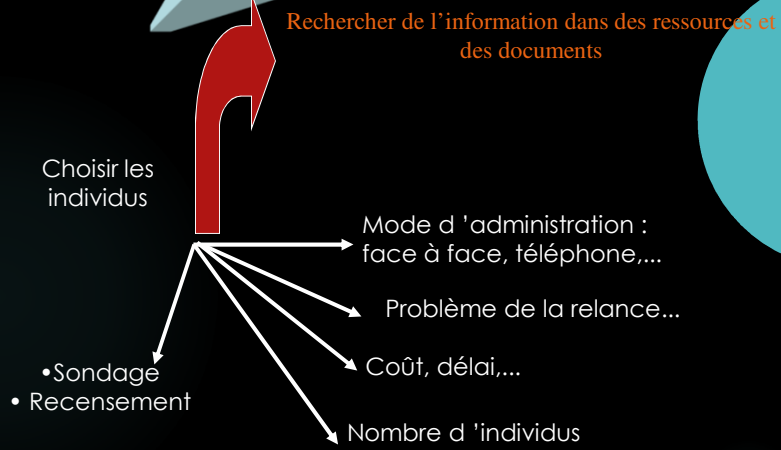 Rechercher de l’information dans des ressources et
des documents
Choisir les
individus
Mode d ’administration :
face à face, téléphone,...
Problème de la relance...
Coût, délai,...
•Sondage
• Recensement
Nombre d ’individus